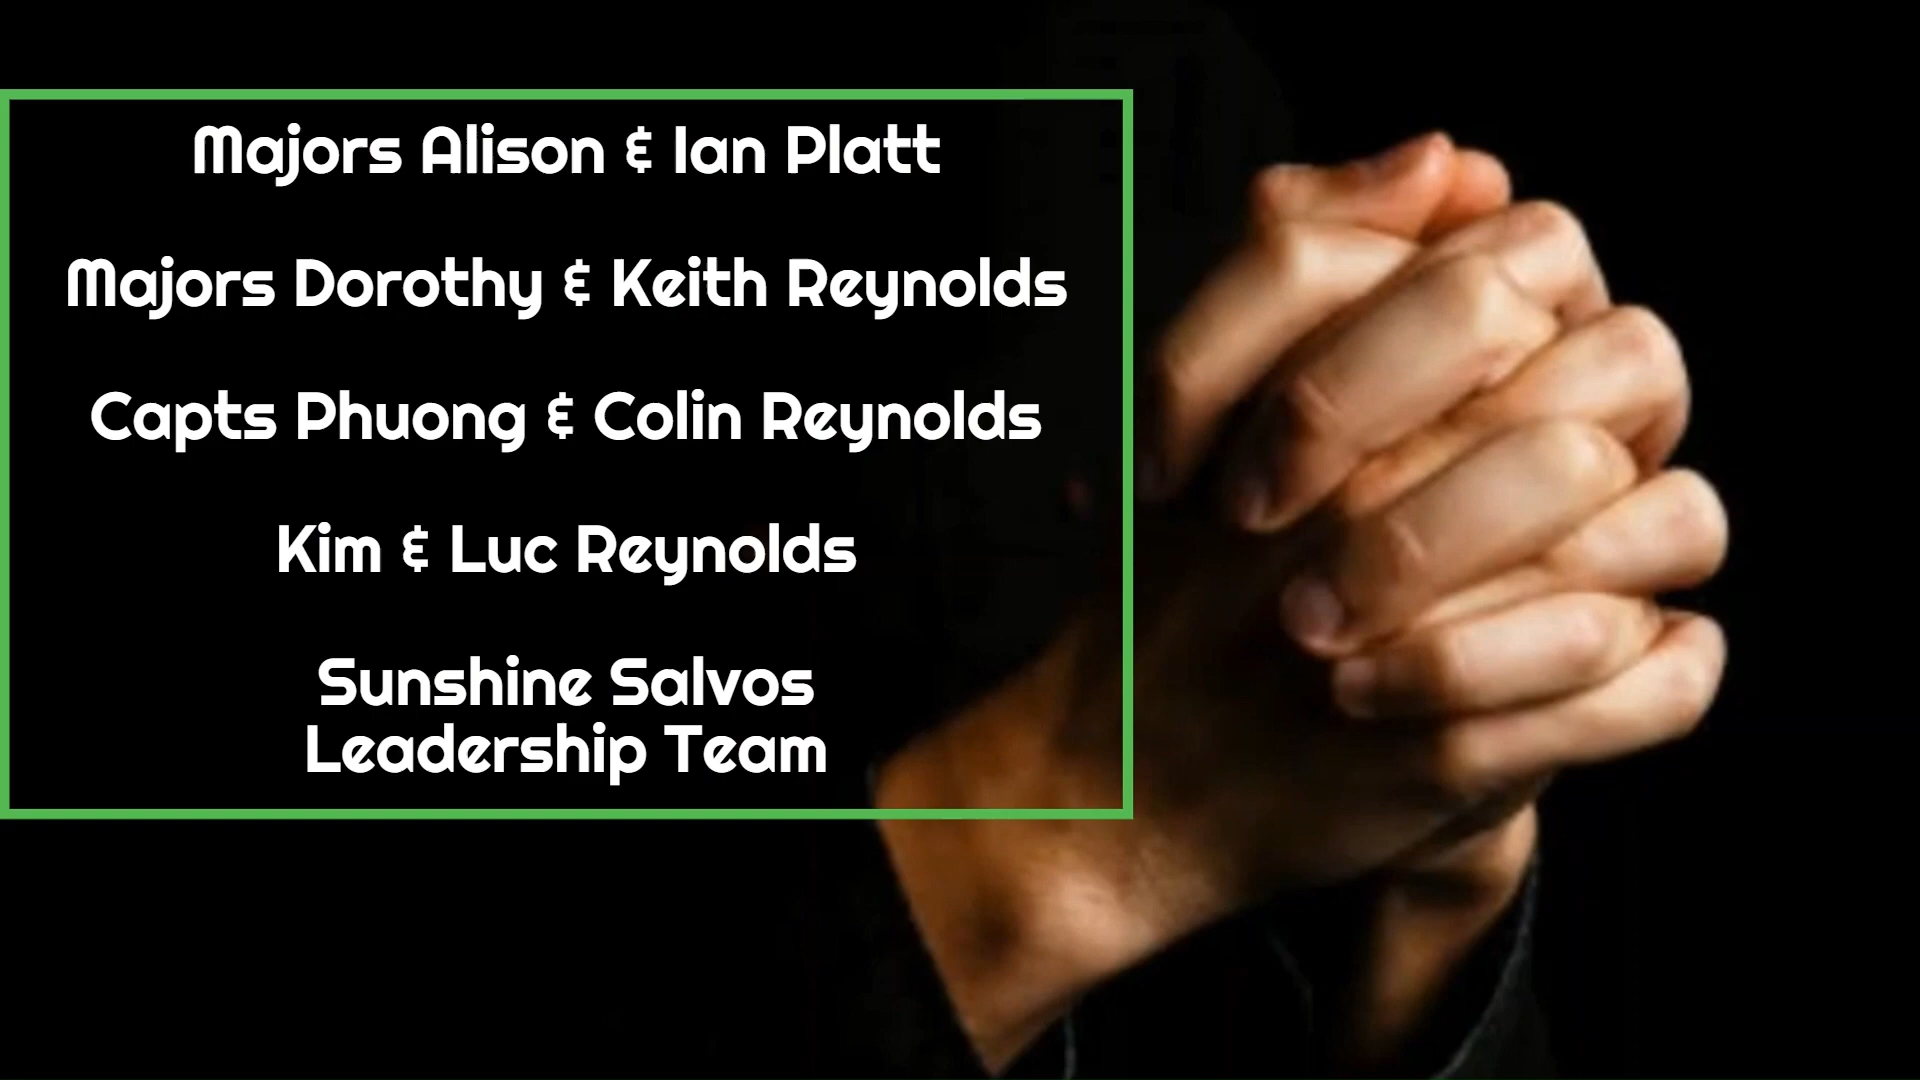 Majors Alison & Ian Platt
Majors Dorothy & Keith Reynolds
Capts Phuong & Colin Reynolds
Kim & Luc Reynolds
Sunshine Salvos
Leadership Team